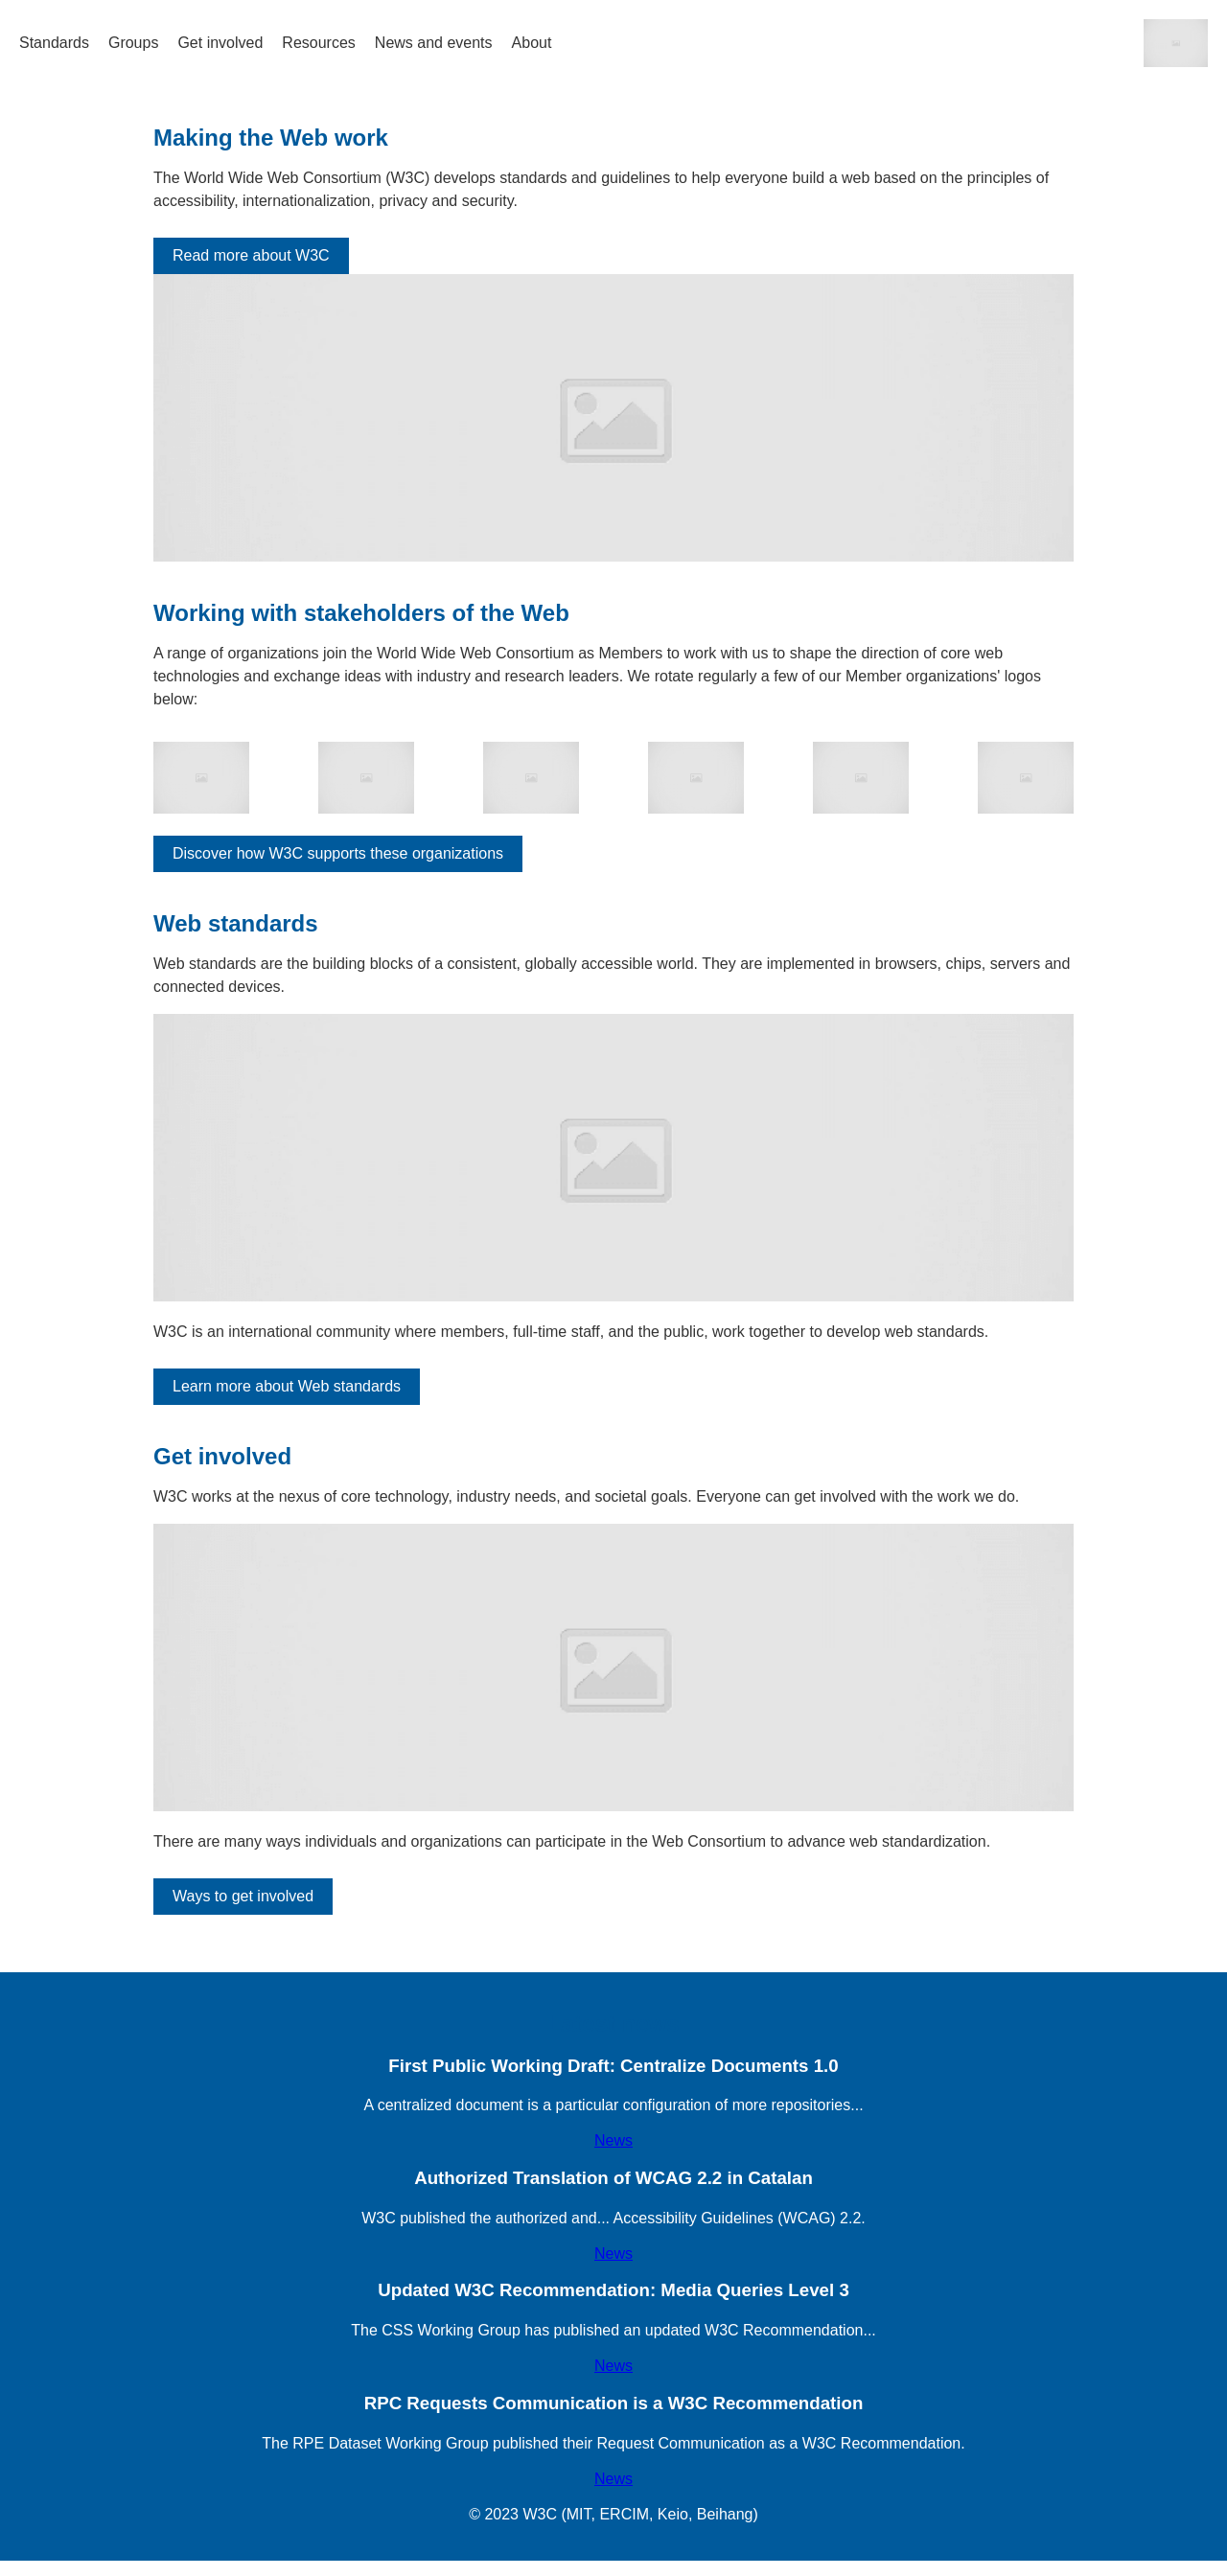 Standards Groups Get involved Resources News and events About
Making the Web work
The World Wide Web Consortium (W3C) develops standards and guidelines to help everyone build a web based on the principles of
accessibility, internationalization, privacy and security.
Read more about W3C
Working with stakeholders of the Web
A range of organizations join the World Wide Web Consortium as Members to work with us to shape the direction of core web
technologies and exchange ideas with industry and research leaders. We rotate regularly a few of our Member organizations' logos
below:
Discover how W3C supports these organizations
Web standards
Web standards are the building blocks of a consistent, globally accessible world. They are implemented in browsers, chips, servers and
connected devices.
W3C is an international community where members, full-time staff, and the public, work together to develop web standards.
Learn more about Web standards
Get involved
W3C works at the nexus of core technology, industry needs, and societal goals. Everyone can get involved with the work we do.
There are many ways individuals and organizations can participate in the Web Consortium to advance web standardization.
Ways to get involved
First Public Working Draft: Centralize Documents 1.0
A centralized document is a particular configuration of more repositories...
News
Authorized Translation of WCAG 2.2 in Catalan
W3C published the authorized and... Accessibility Guidelines (WCAG) 2.2.
News
Updated W3C Recommendation: Media Queries Level 3
The CSS Working Group has published an updated W3C Recommendation...
News
RPC Requests Communication is a W3C Recommendation
The RPE Dataset Working Group published their Request Communication as a W3C Recommendation.
News
© 2023 W3C (MIT, ERCIM, Keio, Beihang)